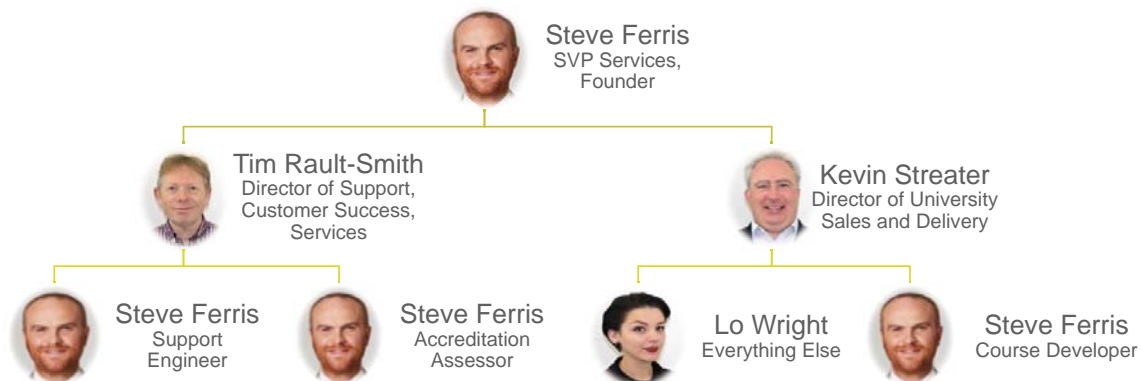 Steve Ferris
SVP Services,
Founder
Tim Rault-Smith
Director of Support,
Customer Success,
Services
Kevin Streater
Director of University
Sales and Delivery
Steve Ferris
Support
Engineer
Steve Ferris
Accreditation
Assessor
Lo Wright
Everything Else
Steve Ferris
Course Developer